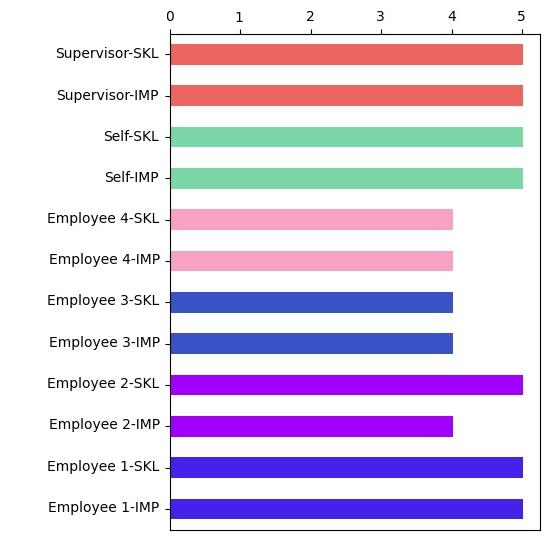 0 1 2 3 4 5
Supervisor-SKL
Supervisor-IMP
Self-SKL
Self-IMP
Employee 4-SKL
Employee 4-IMP
Employee 3-SKL
Employee 3-IMP
Employee 2-SKL
Employee 2-IMP
Employee 1-SKL
Employee 1-IMP